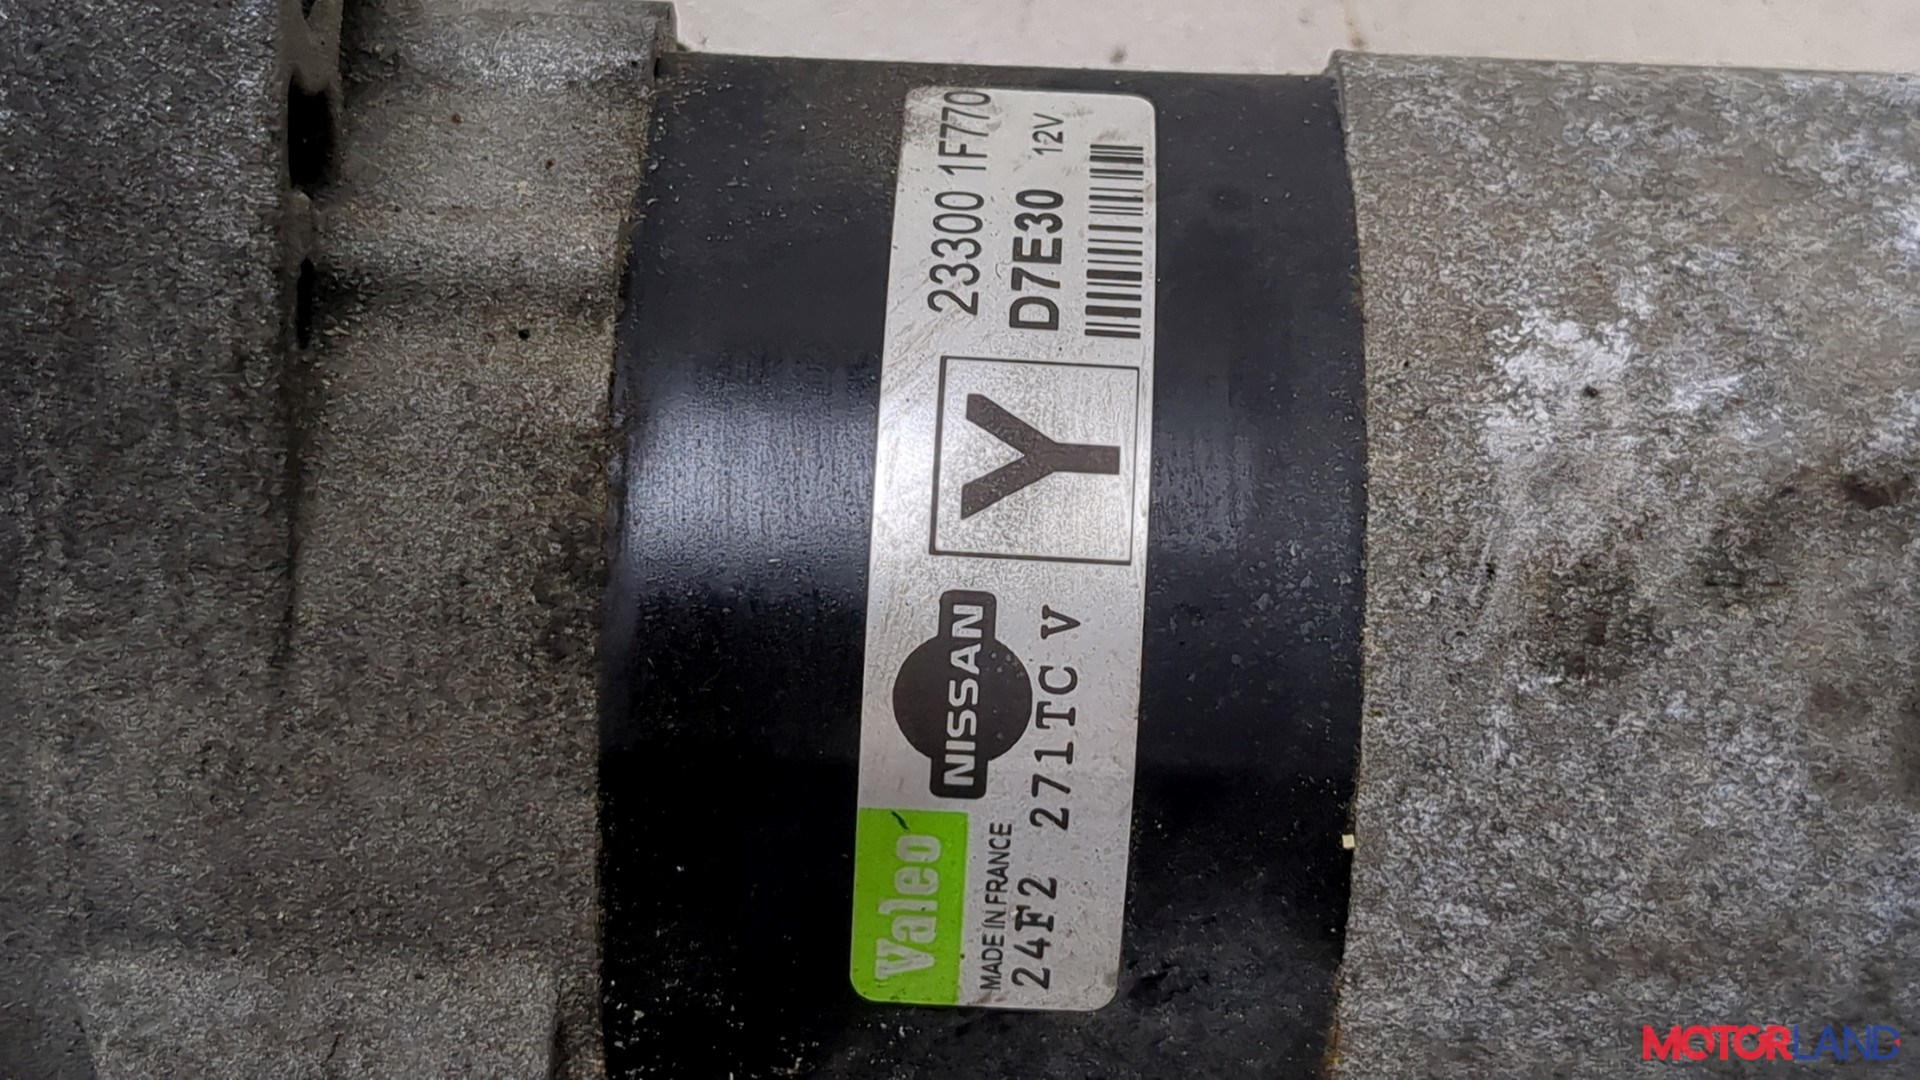 Valeo
MADE IN FRANCE
24F2 271TC V
NISSAN
Y
23300 1F770
D7E30 12V
MOTORLAND